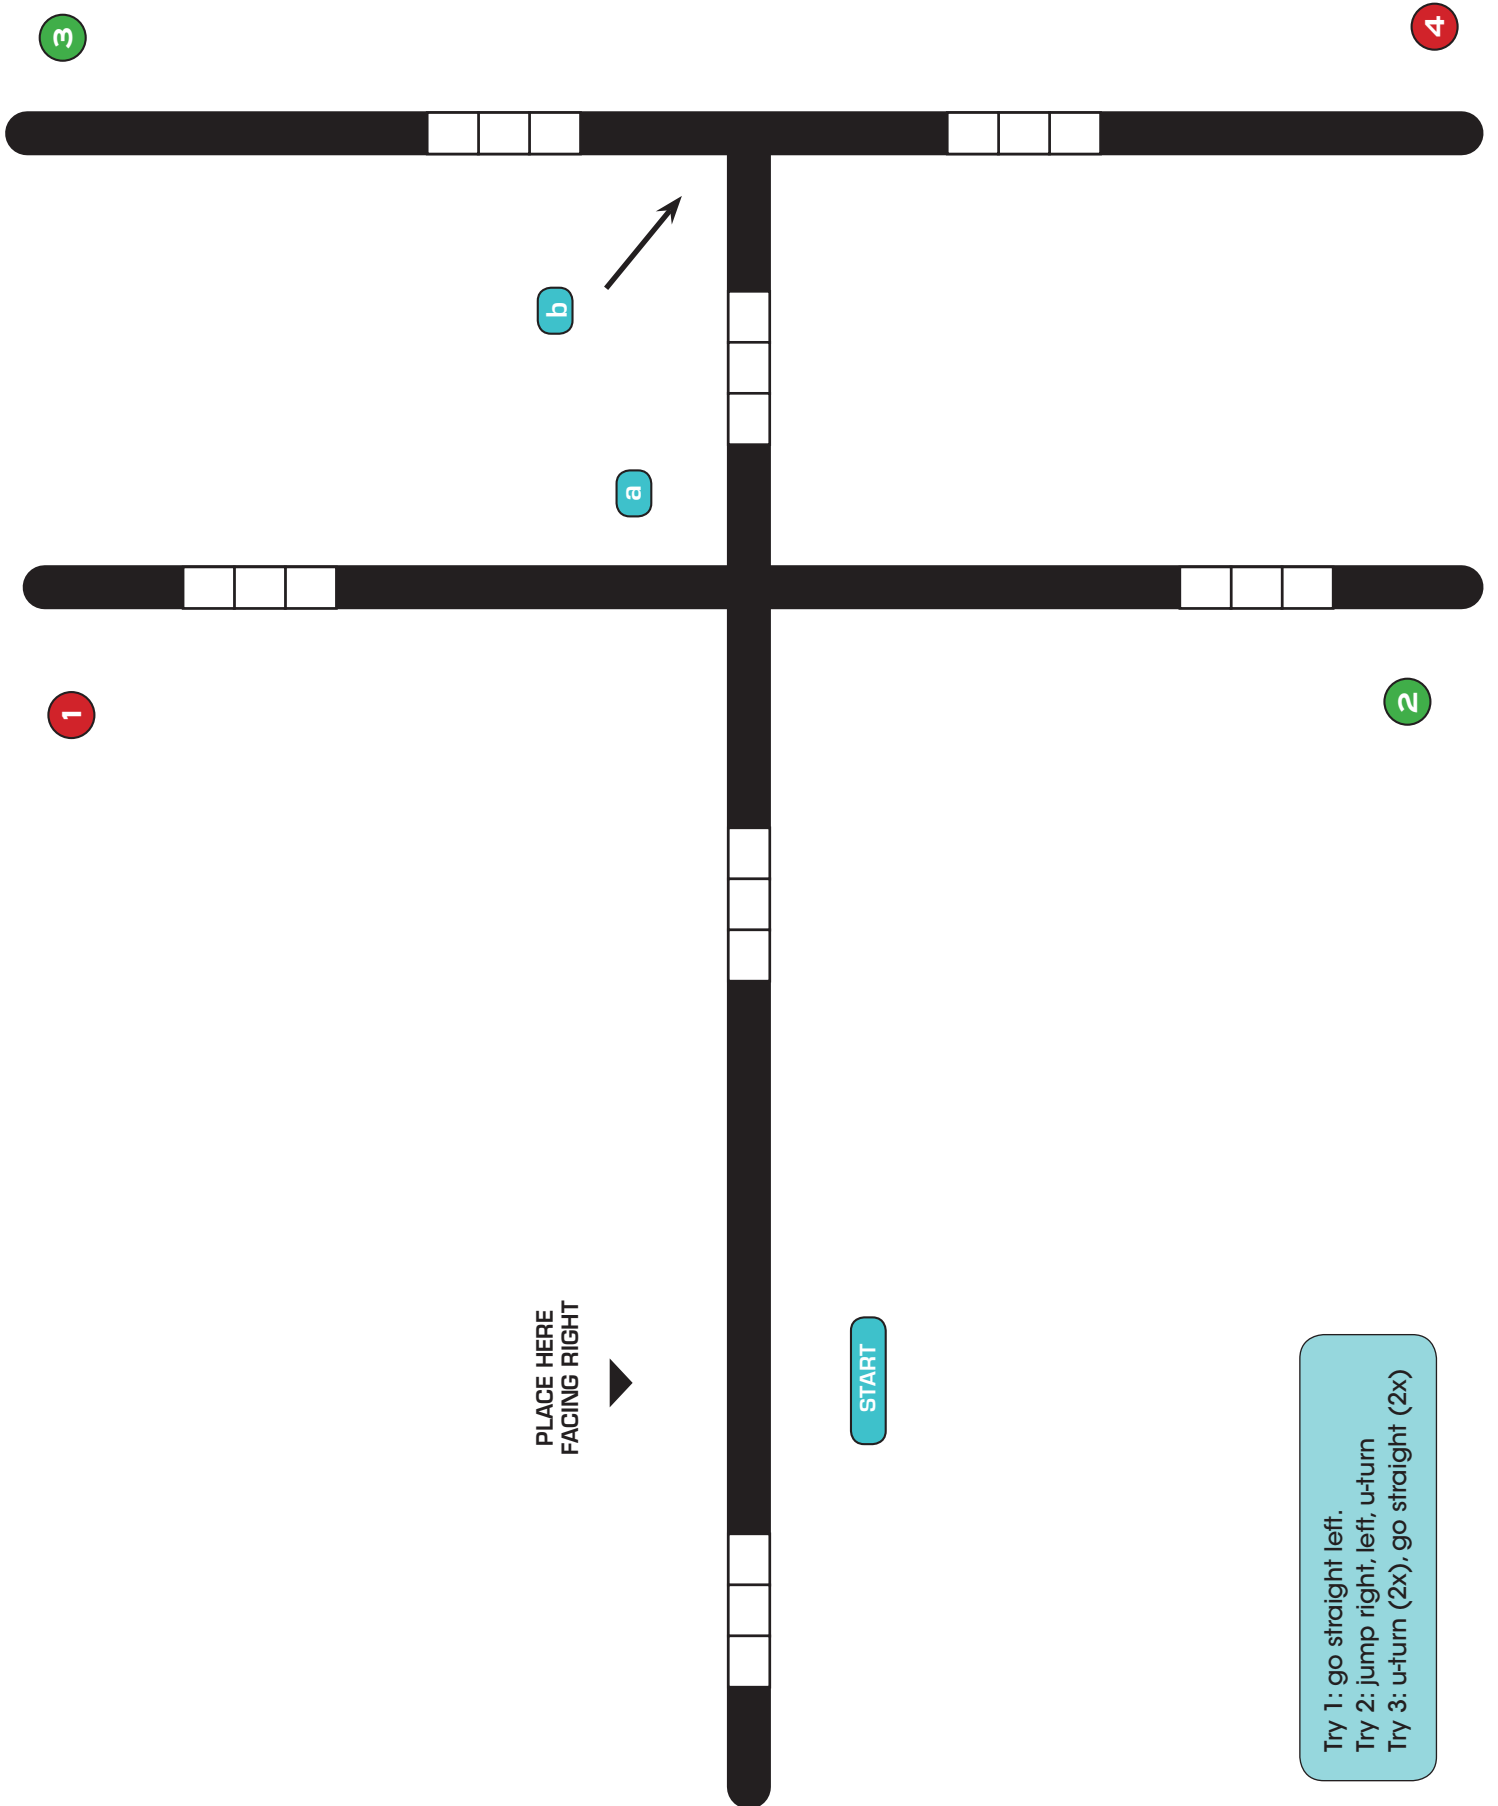 1
3
PLACE HERE
FACING RIGHT
b
a
START
Try 1: go straight left.
Try 2: jump right, left, u-turn
Try 3: u-turn (2x), go straight (2x)
2
4